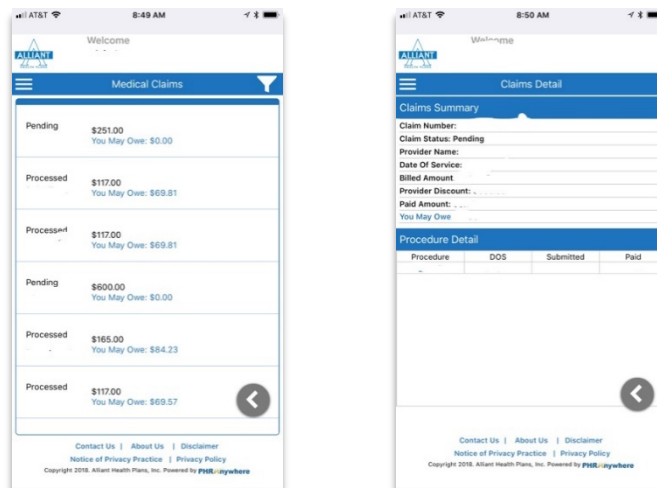 AT&T 8:49 AM
Welcome
ALLIANT
Medical Claims
Pending
$251.00
You May Owe: $0.00
Processed
$117.00
You May Owe: $69.81
Processed
$117.00
You May Owe: $69.81
Pending
$600.00
You May Owe: $0.00
Processed
$165.00
You May Owe: $84.23
Processed
$117.00
You May Owe: $69.57
Contact Us | About Us | Disclaimer
Notice of Privacy Practice | Privacy Policy
Copyright 2018. Alliant Health Plans, Inc. Powered by PHRAnywhere
AT&T 8:50 AM
Welcome
ALLIANT
Claims Detail
Claims Summary
Claim Number:
Claim Status: Pending
Provider Name:
Date Of Service:
Billed Amount
Provider Discount:
Paid Amount:
You May Owe
Procedure Detail
Procedure DOS Submitted Paid
Contact Us | About Us | Disclaimer
Notice of Privacy Practice | Privacy Policy
Copyright 2018. Alliant Health Plans, Inc. Powered by PHRAnywhere